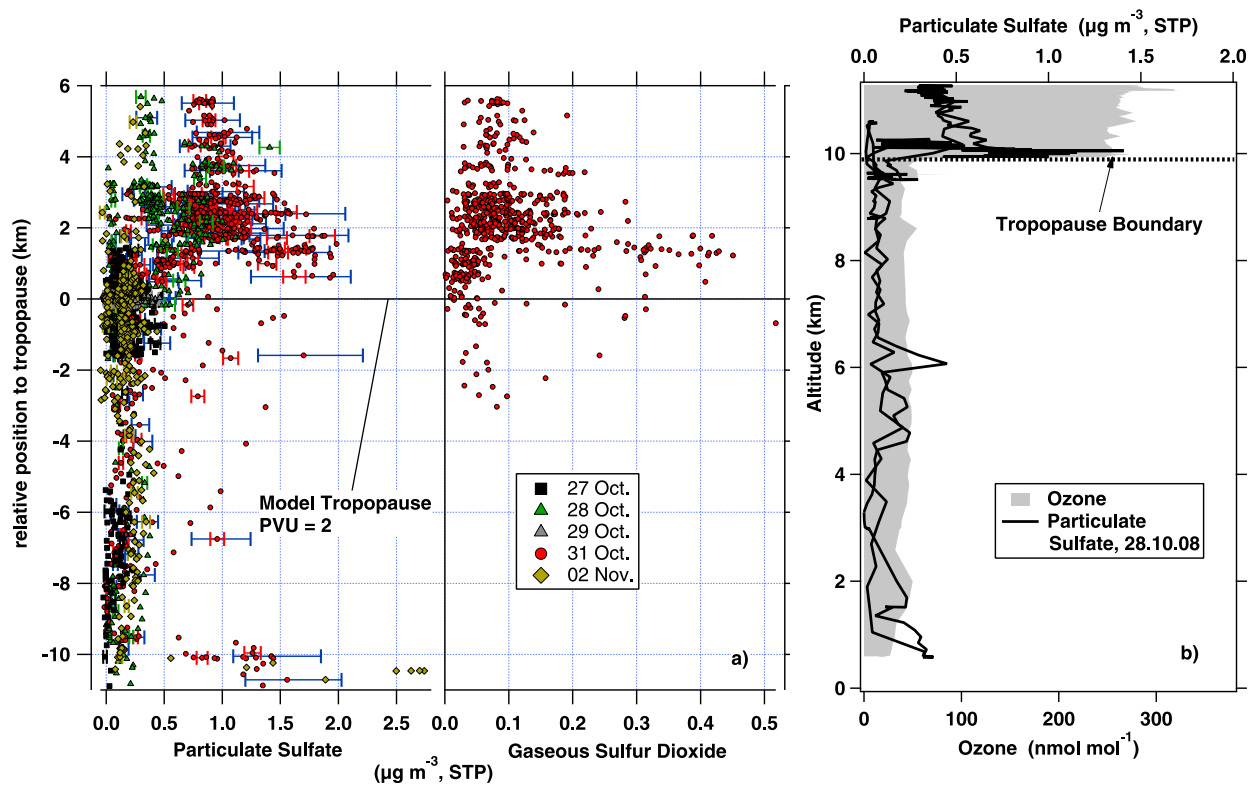 6
4
2
0
-2
-4
-6
-8
-10
relative position to tropopause (km)
Model Tropopause
PVU = 2
0.0 0.5 1.0 1.5 2.0 2.5
Particulate Sulfate
27 Oct.
28 Oct.
29 Oct.
31 Oct.
02 Nov.
a)
0.0 0.1 0.2 0.3 0.4 0.5
Gaseous Sulfur Dioxide
(µg m⁻³, STP)
Particulate Sulfate (µg m⁻³, STP)
0.0 0.5 1.0 1.5 2.0
10
8
6
4
2
0
Altitude (km)
Tropopause Boundary
Ozone
Particulate
Sulfate, 28.10.08
b)
0 100 200 300
Ozone (nmol mol⁻¹)